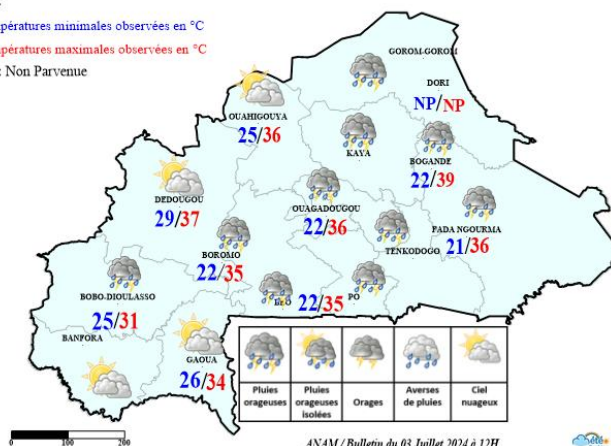 pératures minimales observées en °C
pératures maximales observées en °C
: Non Parvenue
GOROM-GOROM
DORI
NP/NP
OUAHIGOUYA
25/36
KAYA
BOGANDE
22/39
DEDOUGOU
29/37
OUAGADOUGOU
22/36
FADA NGOURMA
21/36
TENKODOGO
BOROMO
22/35
BOBO-DIOULASSO
25/31
LEO
22/35
PO
BANFORA
GAOUA
26/34
Pluies orageuses
Pluies orageuses isolées
Orages
Averses de pluies
Ciel nuageux
100
200
ANAM / Bulletin du 03 Juillet 2024 à 12H